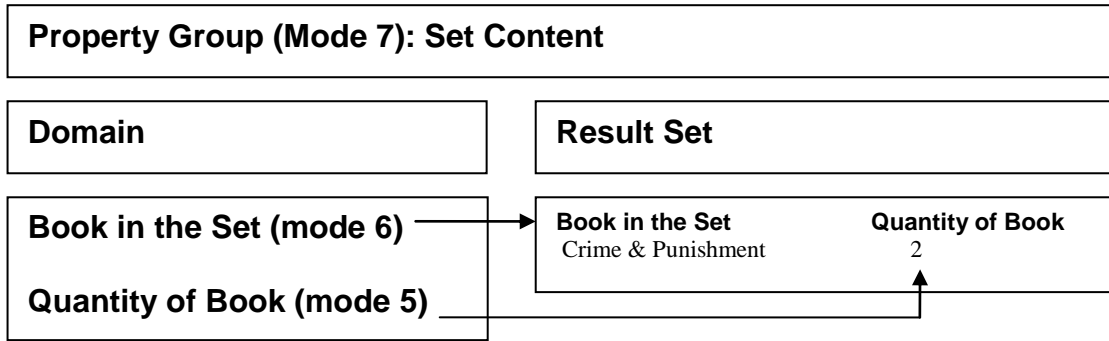 Property Group (Mode 7): Set Content
Domain
Result Set
Book in the Set (mode 6)
Quantity of Book (mode 5)
Book in the Set Quantity of Book
Crime & Punishment 2